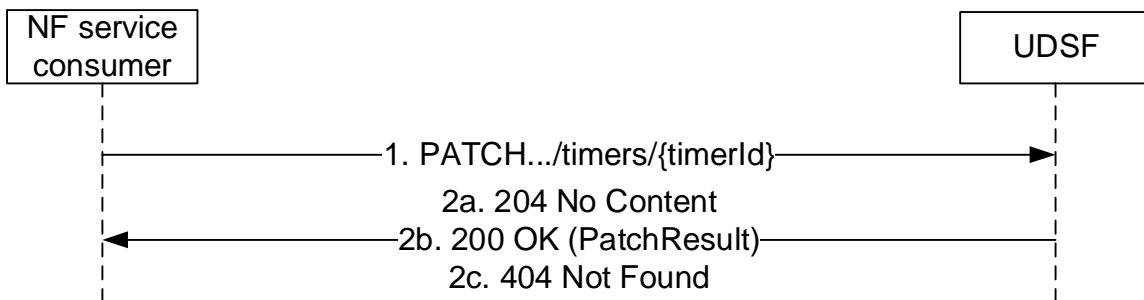 NF service
consumer
UDSF
1. PATCH.../timers/{timerId}
2a. 204 No Content
2b. 200 OK (PatchResult)
2c. 404 Not Found